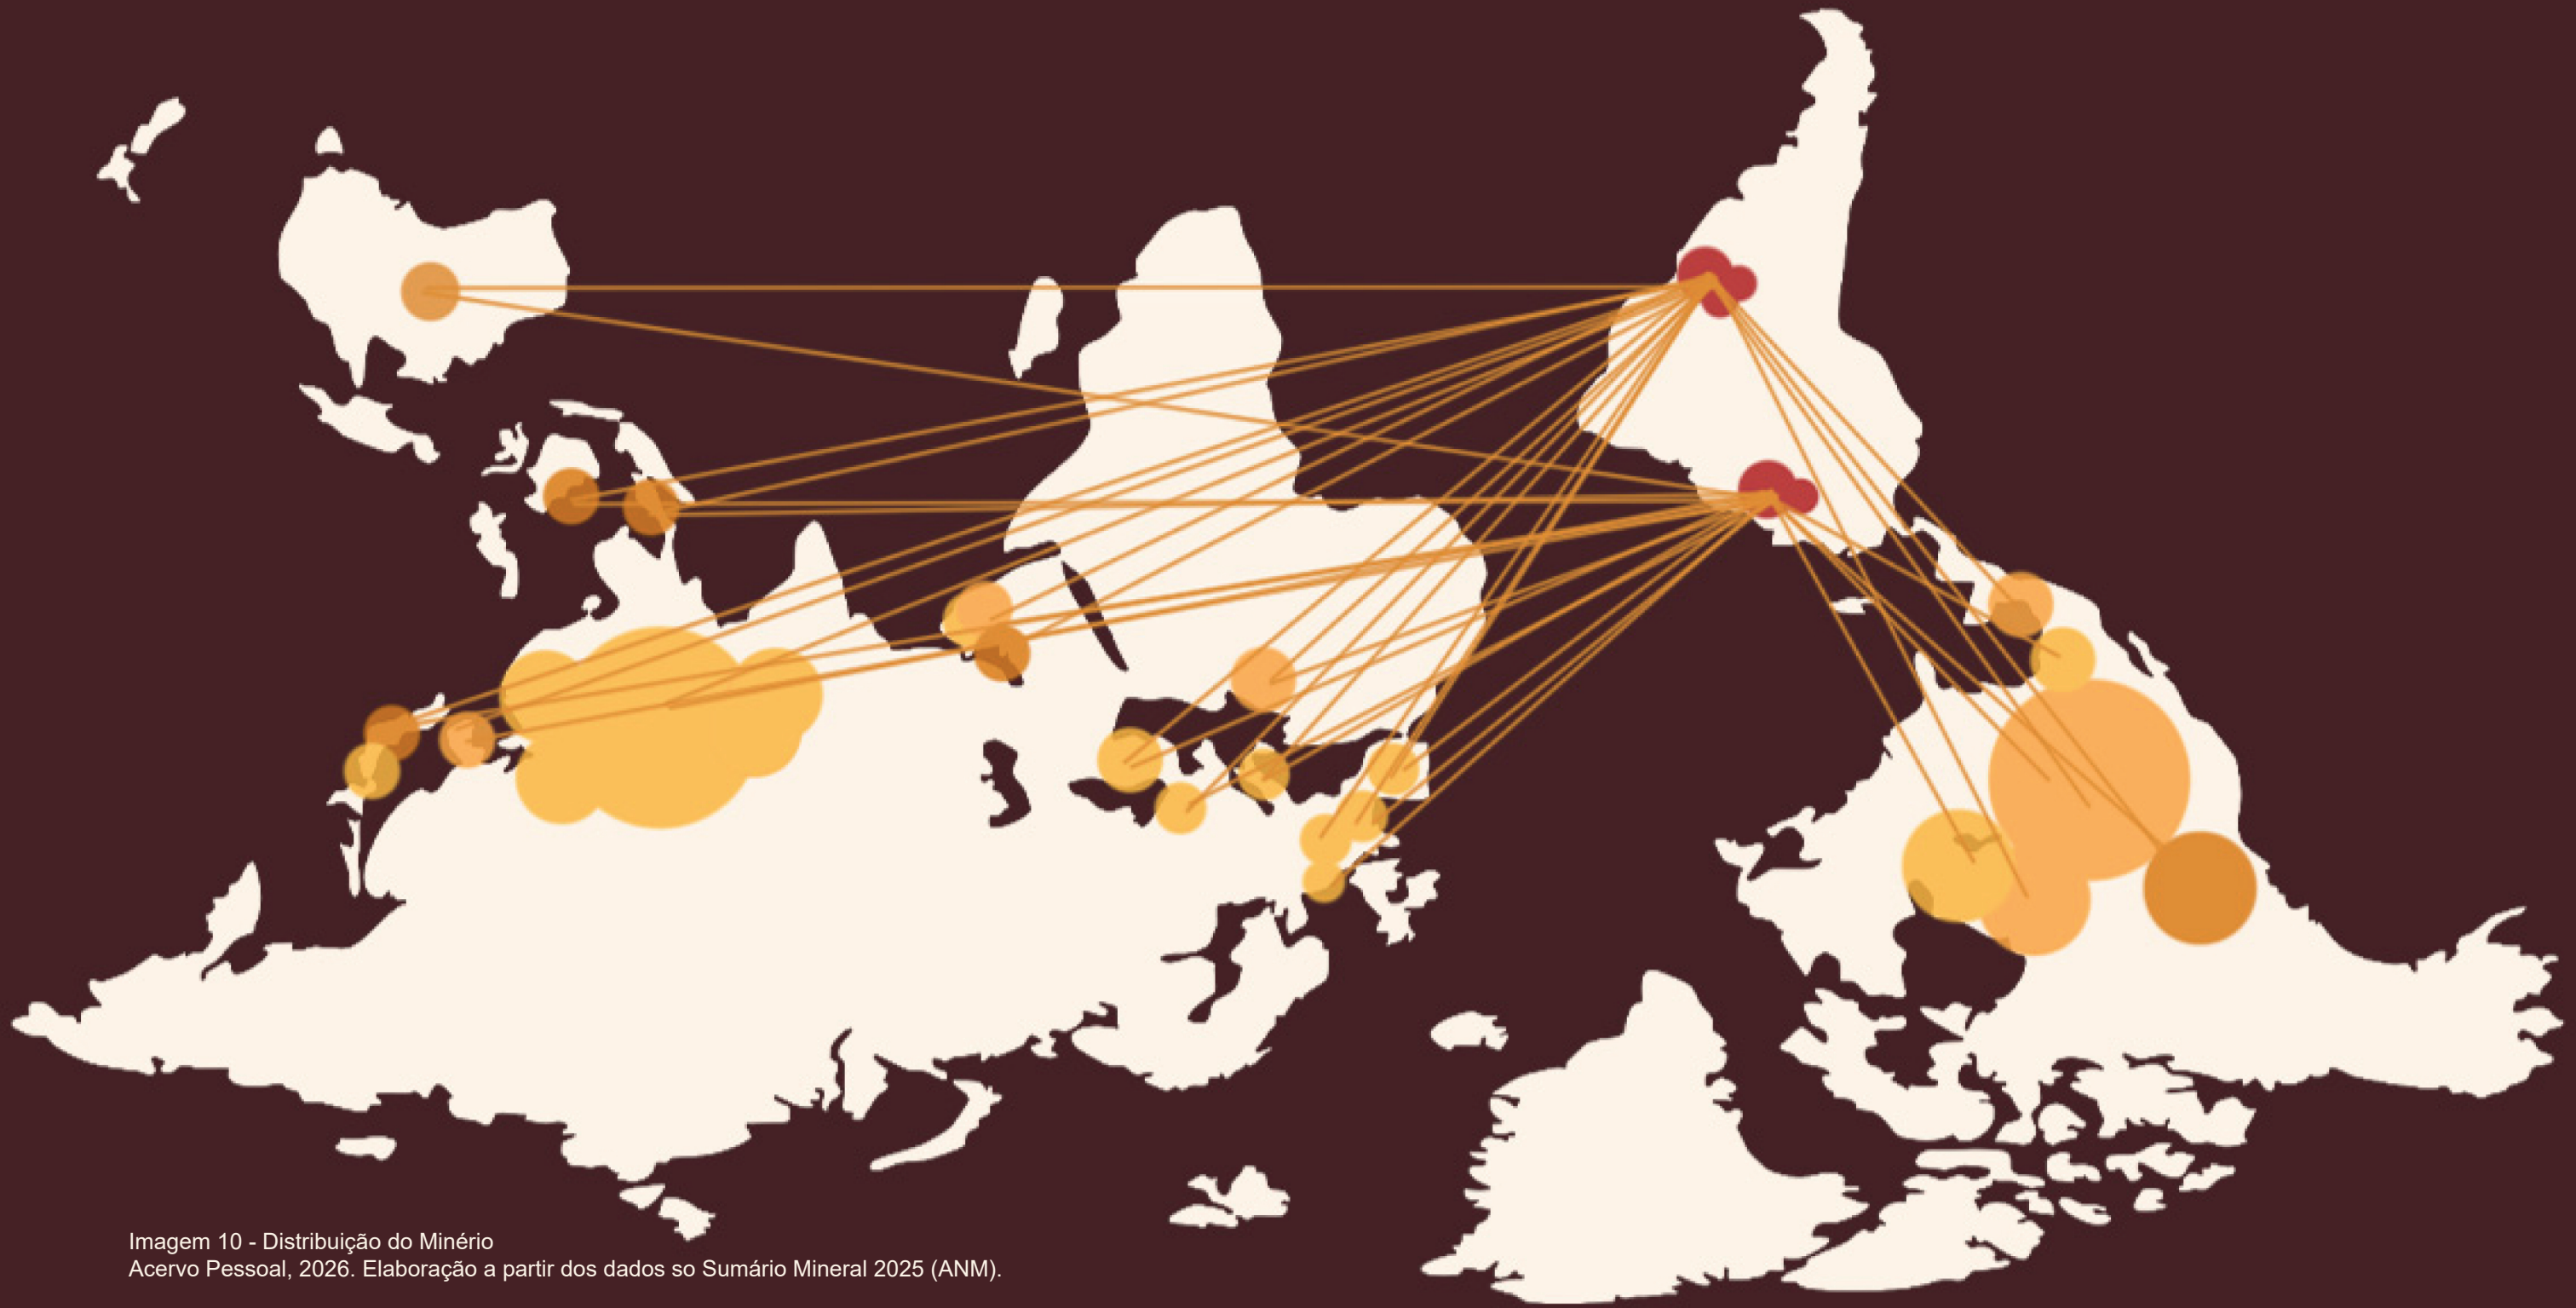 Imagem 10 - Distribuição do Minério
Acervo Pessoal, 2026. Elaboração a partir dos dados so Sumário Mineral 2025 (ANM).